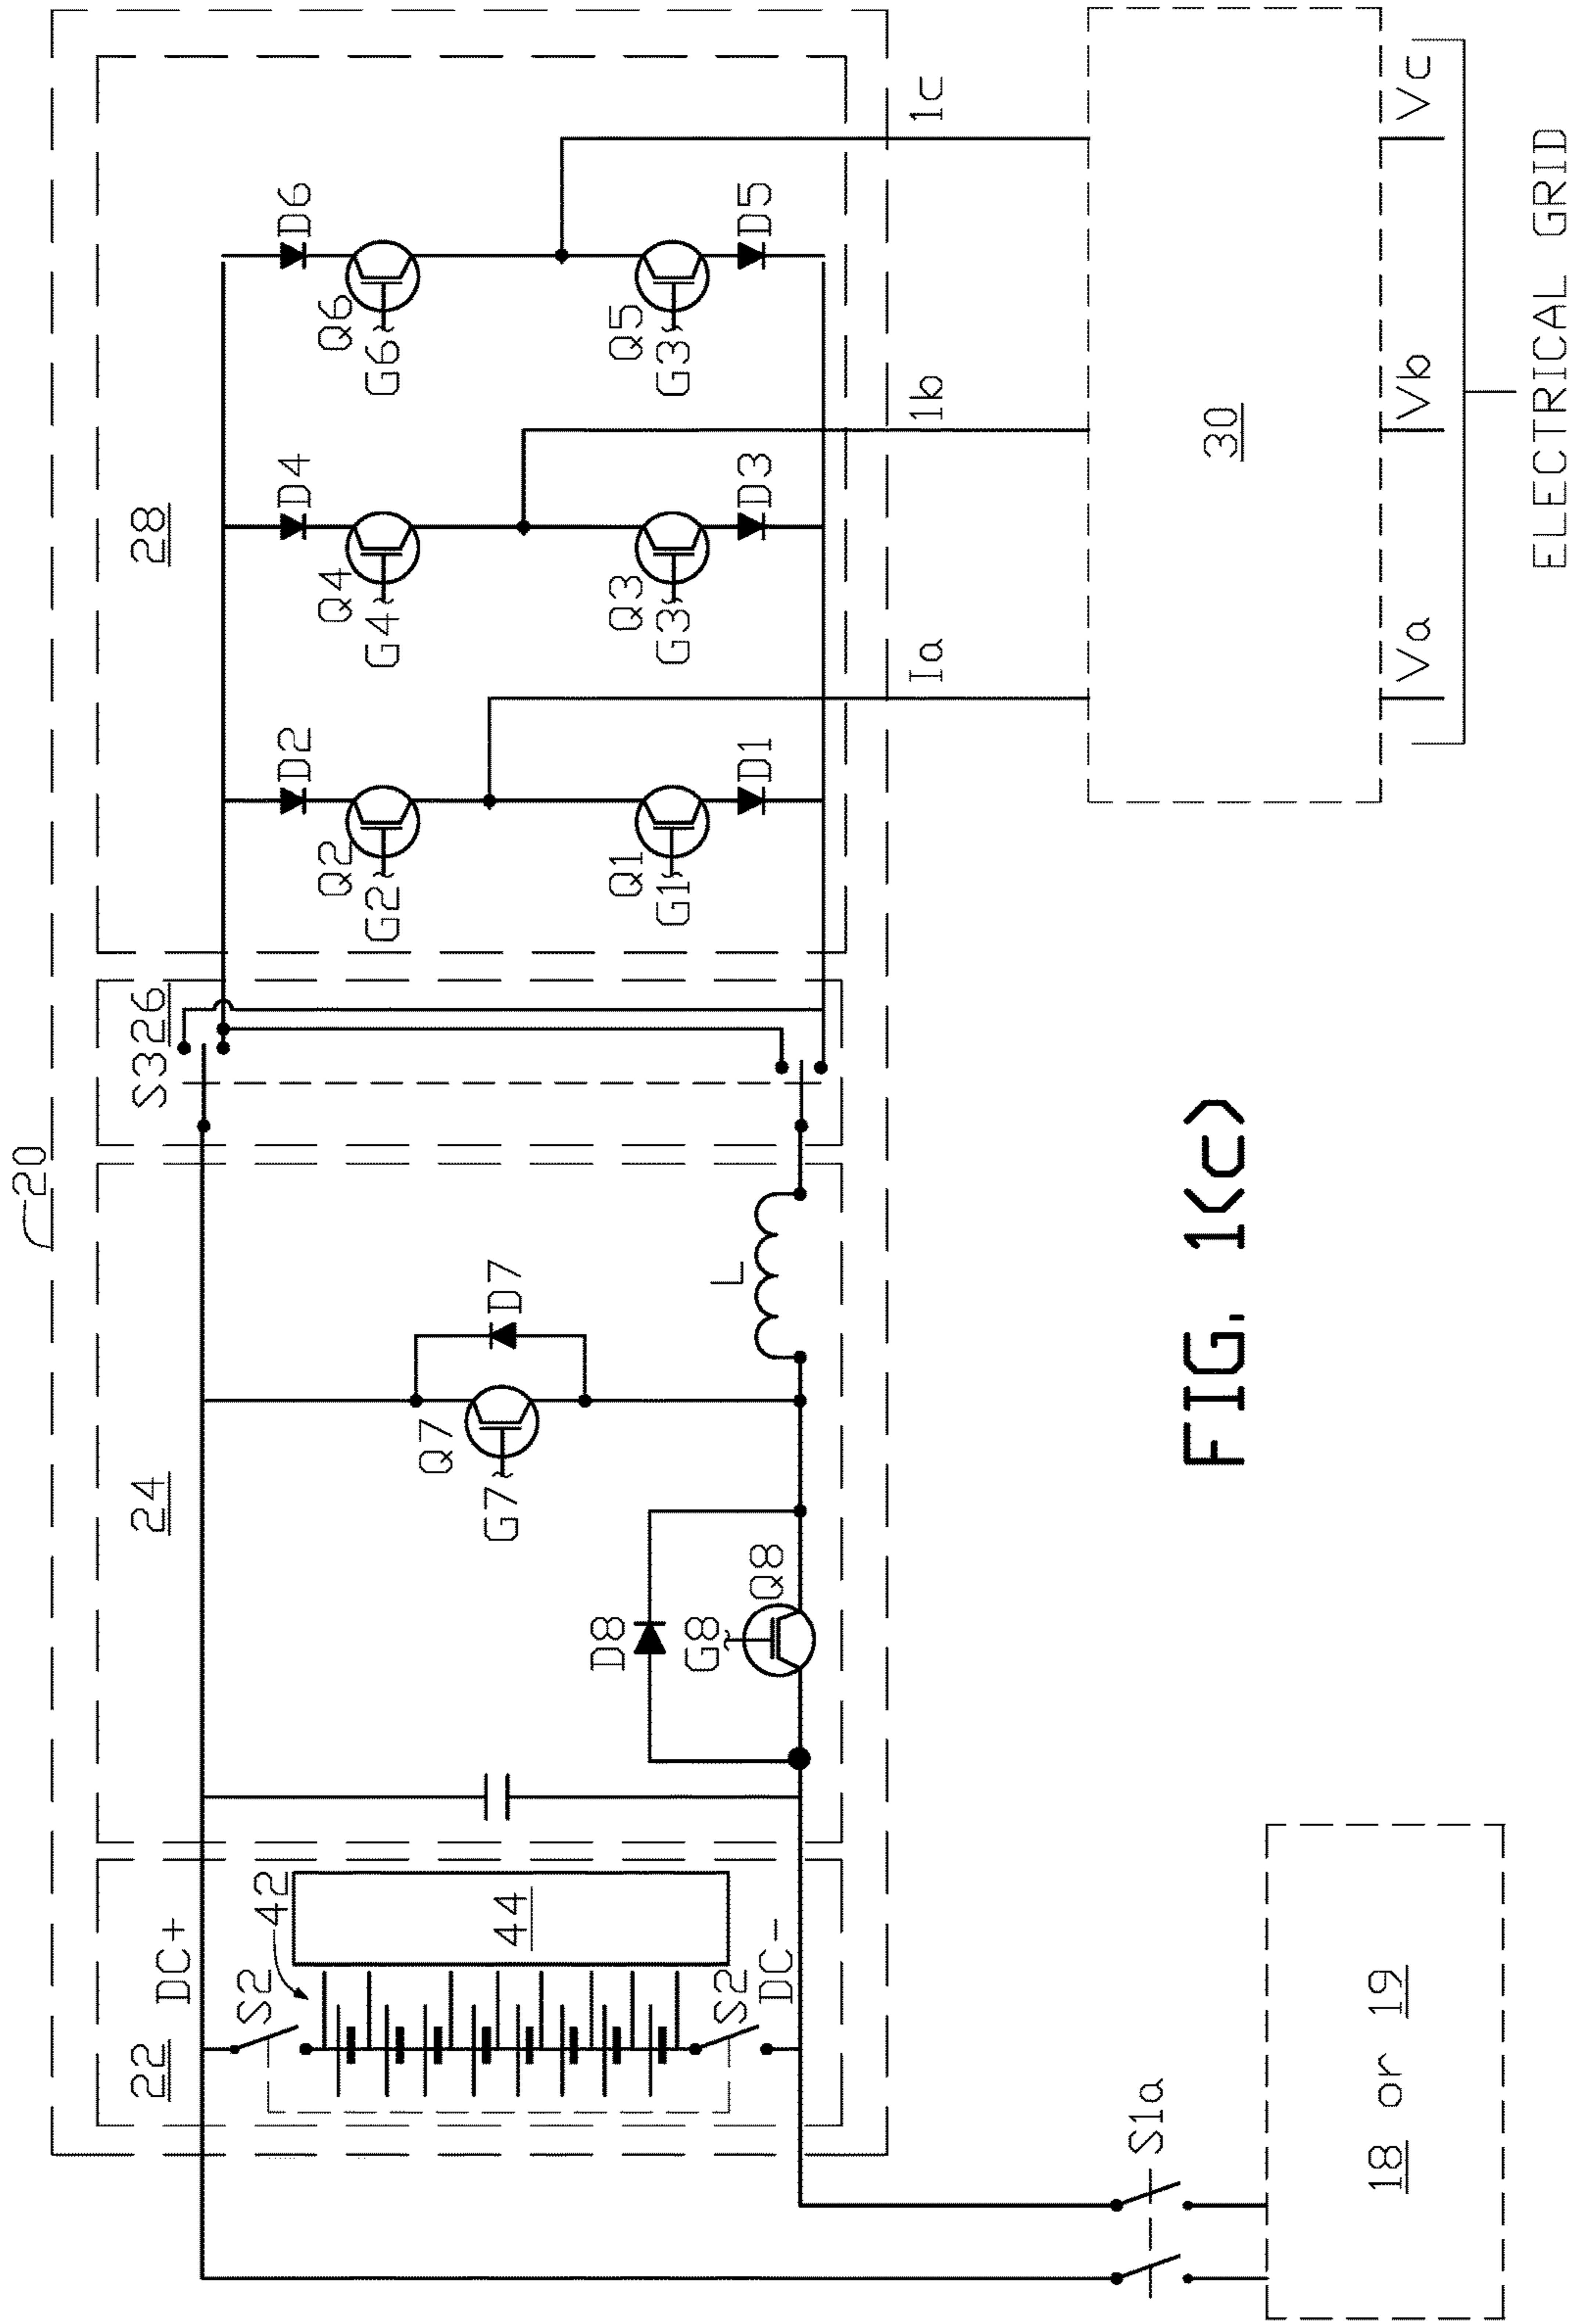 20
22
DC+
S2
42
44
S2
DC-
24
D8
G8
Q8
Q7
G7
D7
L
S3
26
28
Q2
G2
D2
Q1
G1
D1
Q4
G4
D4
Q3
G3
D3
Q6
G6
D6
Q5
G3
D5
Ia
1b
1c
30
Va
Vb
Vc
ELECTRICAL GRID
S1a
18 or 19
FIG. 1(c)